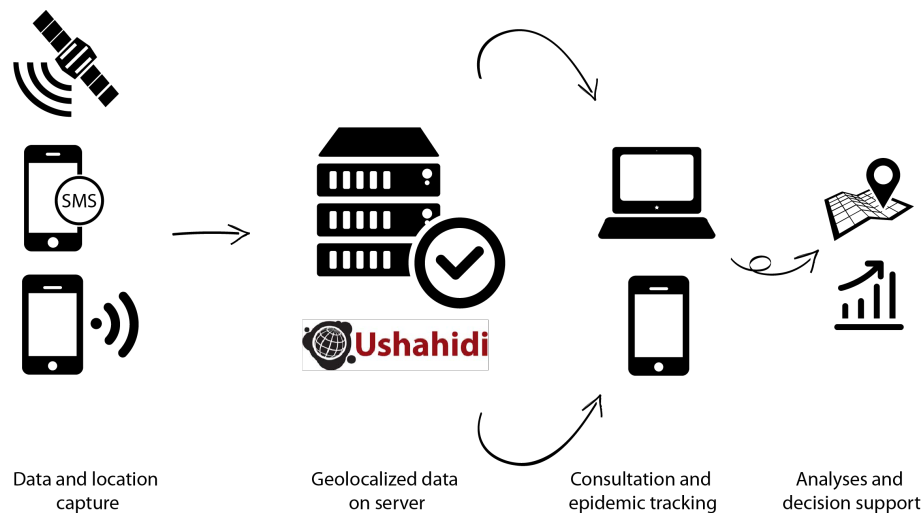 SMS
Ushahidi
Data and location
capture
Geolocalized data
on server
Consultation and
epidemic tracking
Analyses and
decision support